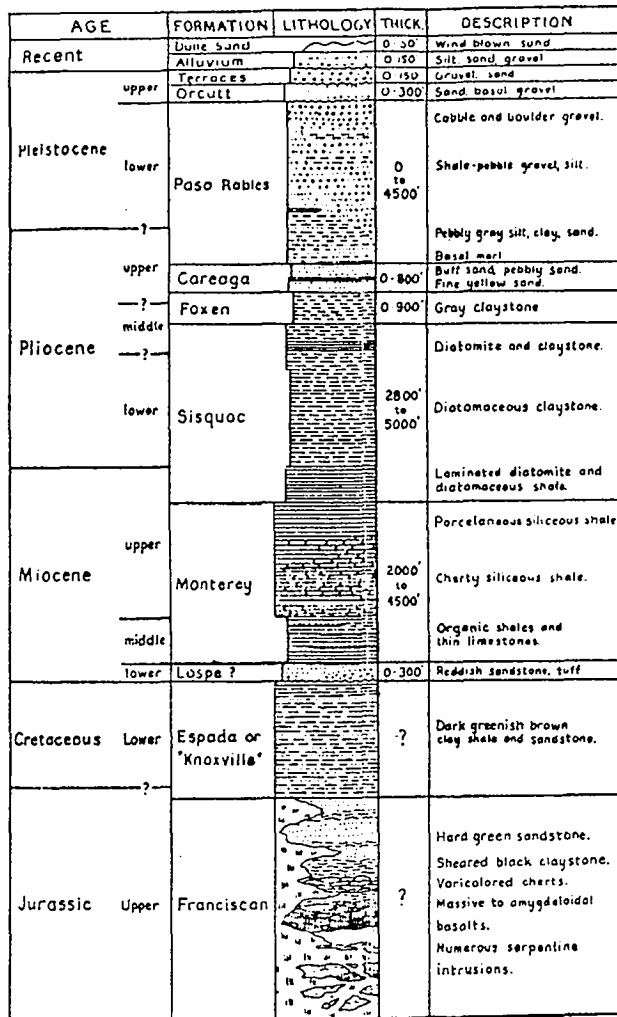 AGE FORMATION LITHOLOGY THICK. DESCRIPTION
Recent
Dune Sand 0-50' Wind blown sand
Alluvium 0-150 Silt, sand, gravel
Terraces 0-150 Gravel, sand
upper Orcutt 0-300' Sand, basal gravel
Pleistocene
lower
Paso Robles
0
to
4500'
Cobble and boulder gravel.
Shale-pebble gravel, silt.
?
Pebbly gray silt, clay, sand.
Basal marl
Pliocene
upper
Careaga 0-800' Buff sand, pebbly sand.
Fine yellow sand.
?
Foxen 0-900' Gray claystone
middle
?
lower
Sisquoc
2800'
to
5000'
Diatomite and claystone.
Diatomaceous claystone.
Laminated diatomite and
diatomaceous shale.
Miocene
upper
Monterey
2000'
to
4500'
Porcelaneous siliceous shale
Cherty siliceous shale.
middle
Organic shales and
thin limestones.
lower Lospe ? 0-300' Reddish sandstone, tuff
Cretaceous Lower
Espada or
"Knoxville"
?
Dark greenish brown
clay shale and sandstone.
?
Jurassic Upper Franciscan ?
Hard green sandstone.
Sheared black claystone.
Varicolored cherts.
Massive to amygdaloidal
basalts.
Numerous serpentine
intrusions.